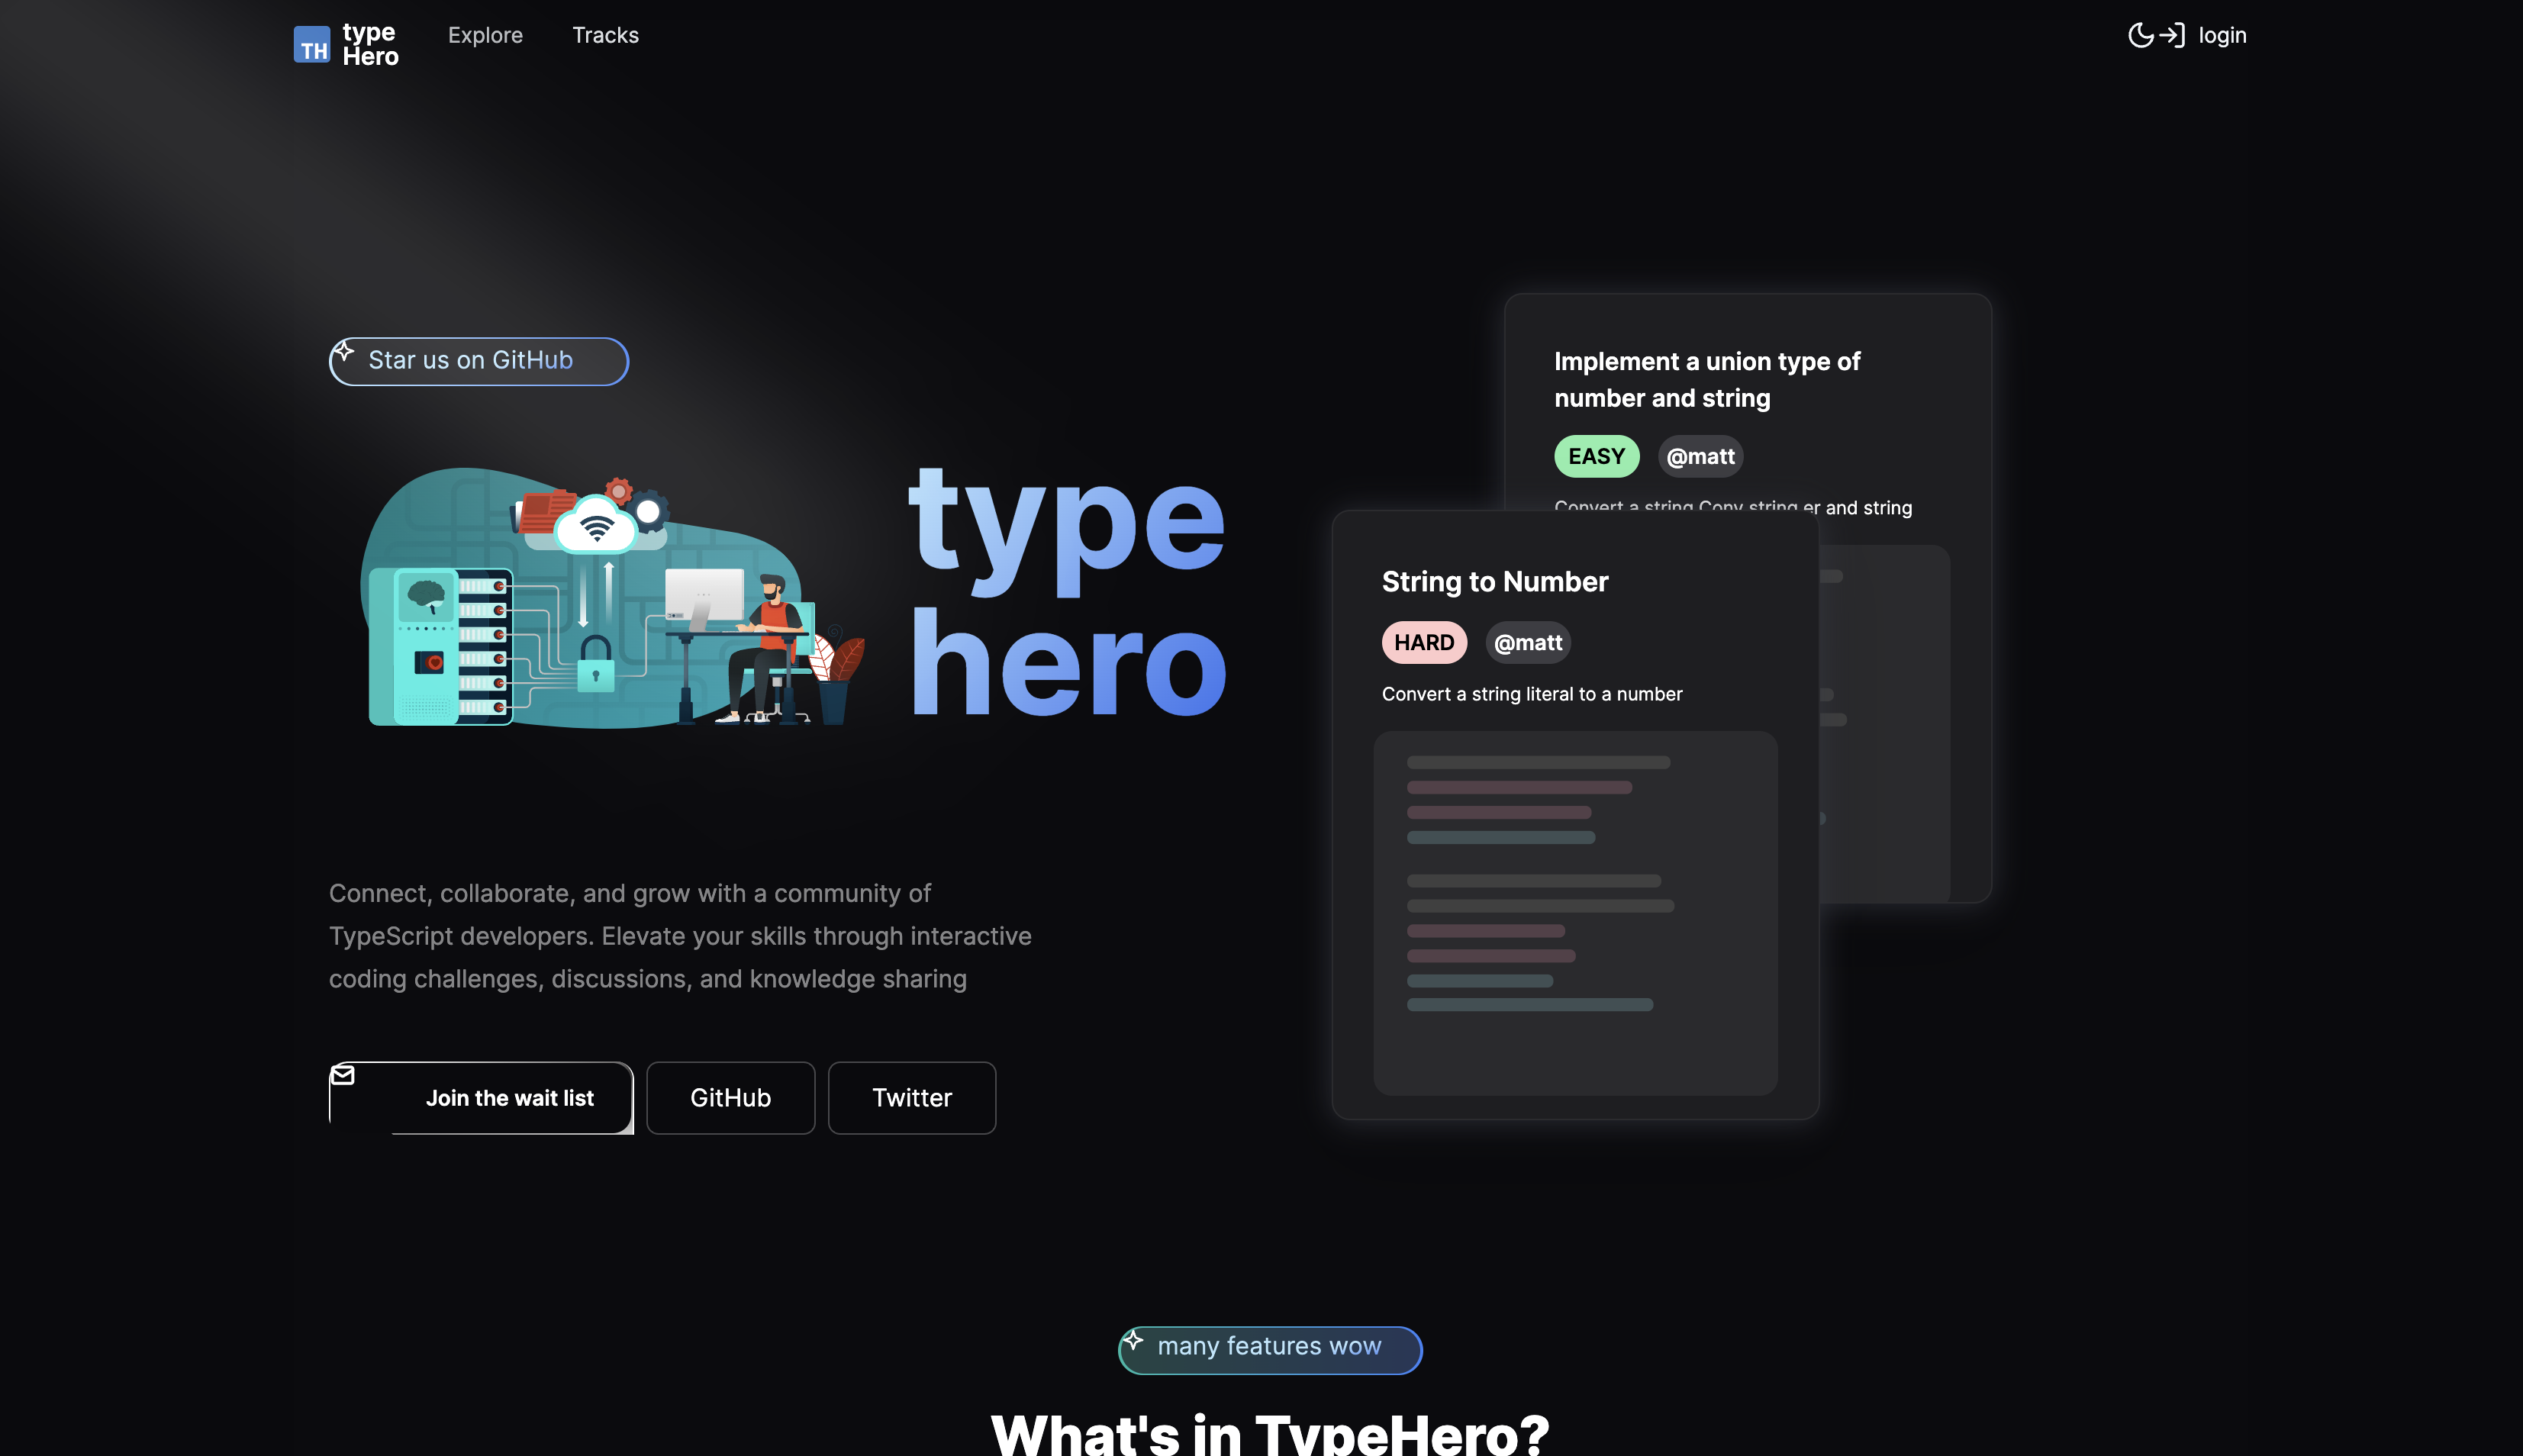 type
Hero
TH
Explore
Tracks
login
Star us on GitHub
type
hero
Connect, collaborate, and grow with a community of
TypeScript developers. Elevate your skills through interactive
coding challenges, discussions, and knowledge sharing
Join the wait list
GitHub
Twitter
Implement a union type of
number and string
EASY
@matt
Convert a string Conv string er and string
String to Number
HARD
@matt
Convert a string literal to a number
many features wow
What's in TypeHero?